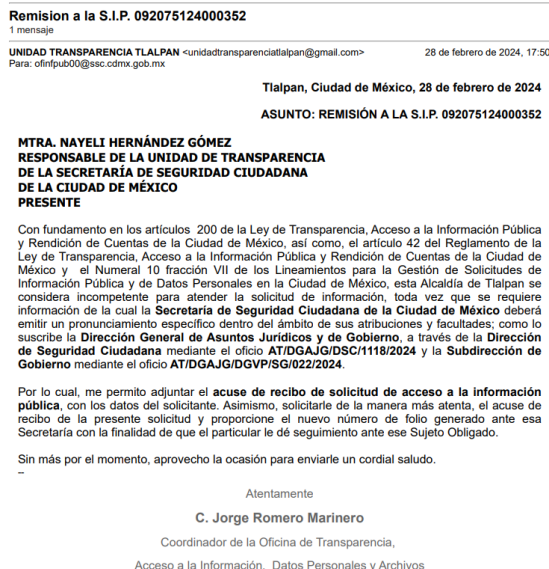 Remision a la S.I.P. 092075124000352
1 mensaje
UNIDAD TRANSPARENCIA TLALPAN <unidadtransparenciatlalpan@gmail.com> 28 de febrero de 2024, 17:50
Para: ofinfpub00@ssc.cdmx.gob.mx
Tlalpan, Ciudad de México, 28 de febrero de 2024
ASUNTO: REMISIÓN A LA S.I.P. 092075124000352
MTRA. NAYELI HERNÁNDEZ GÓMEZ
RESPONSABLE DE LA UNIDAD DE TRANSPARENCIA
DE LA SECRETARÍA DE SEGURIDAD CIUDADANA
DE LA CIUDAD DE MÉXICO
PRESENTE
Con fundamento en los artículos 200 de la Ley de Transparencia, Acceso a la Información Pública
y Rendición de Cuentas de la Ciudad de México, así como, el artículo 42 del Reglamento de la
Ley de Transparencia, Acceso a la Información Pública y Rendición de Cuentas de la Ciudad de
México y el Numeral 10 fracción VII de los Lineamientos para la Gestión de Solicitudes de
Información Pública y de Datos Personales en la Ciudad de México, esta Alcaldía de Tlalpan se
considera incompetente para atender la solicitud de información, toda vez que se requiere
información de la cual la Secretaría de Seguridad Ciudadana de la Ciudad de México deberá
emitir un pronunciamiento específico dentro del ámbito de sus atribuciones y facultades; como lo
suscribe la Dirección General de Asuntos Jurídicos y de Gobierno, a través de la Dirección
de Seguridad Ciudadana mediante el oficio AT/DGAJG/DSC/1118/2024 y la Subdirección de
Gobierno mediante el oficio AT/DGAJG/DGVP/SG/022/2024.
Por lo cual, me permito adjuntar el acuse de recibo de solicitud de acceso a la información
pública, con los datos del solicitante. Asimismo, solicitarle de la manera más atenta, el acuse de
recibo de la presente solicitud y proporcione el nuevo número de folio generado ante esa
Secretaría con la finalidad de que el particular le dé seguimiento ante ese Sujeto Obligado.
Sin más por el momento, aprovecho la ocasión para enviarle un cordial saludo.
--
Atentamente
C. Jorge Romero Marinero
Coordinador de la Oficina de Transparencia,
Acceso a la Información, Datos Personales y Archivos